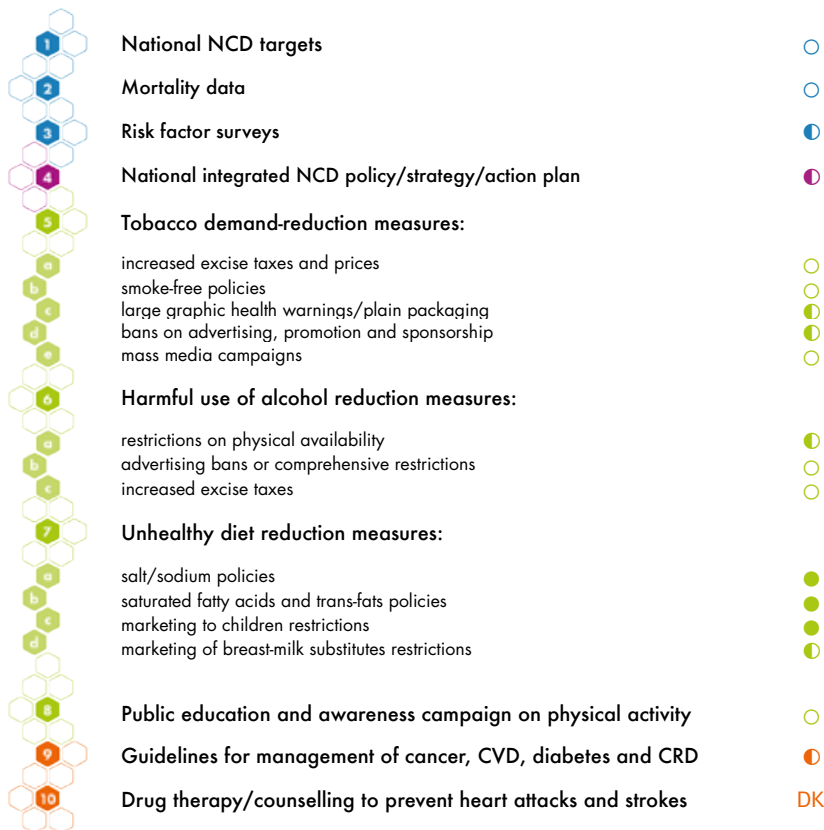 1 National NCD targets
2 Mortality data
3 Risk factor surveys
4 National integrated NCD policy/strategy/action plan
5 Tobacco demand-reduction measures:
a increased excise taxes and prices
b smoke-free policies
c large graphic health warnings/plain packaging
d bans on advertising, promotion and sponsorship
e mass media campaigns
6 Harmful use of alcohol reduction measures:
a restrictions on physical availability
b advertising bans or comprehensive restrictions
c increased excise taxes
7 Unhealthy diet reduction measures:
a salt/sodium policies
b saturated fatty acids and trans-fats policies
c marketing to children restrictions
d marketing of breast-milk substitutes restrictions
8 Public education and awareness campaign on physical activity
9 Guidelines for management of cancer, CVD, diabetes and CRD
10 Drug therapy/counselling to prevent heart attacks and strokes DK